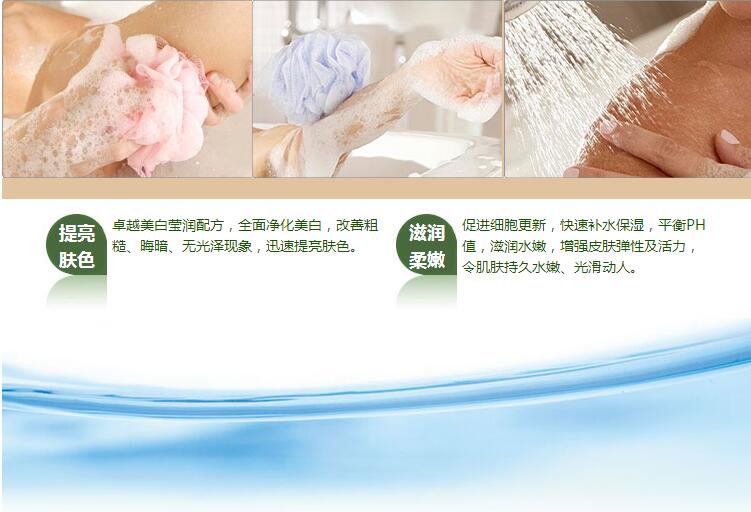 提亮
肤色
卓越美白莹润配方，全面净化美白，改善粗
糙、晦暗、无光泽现象，迅速提亮肤色。
滋润
柔嫩
促进细胞更新，快速补水保湿，平衡PH
值，滋润水嫩，增强皮肤弹性及活力，
令肌肤持久水嫩、光滑动人。